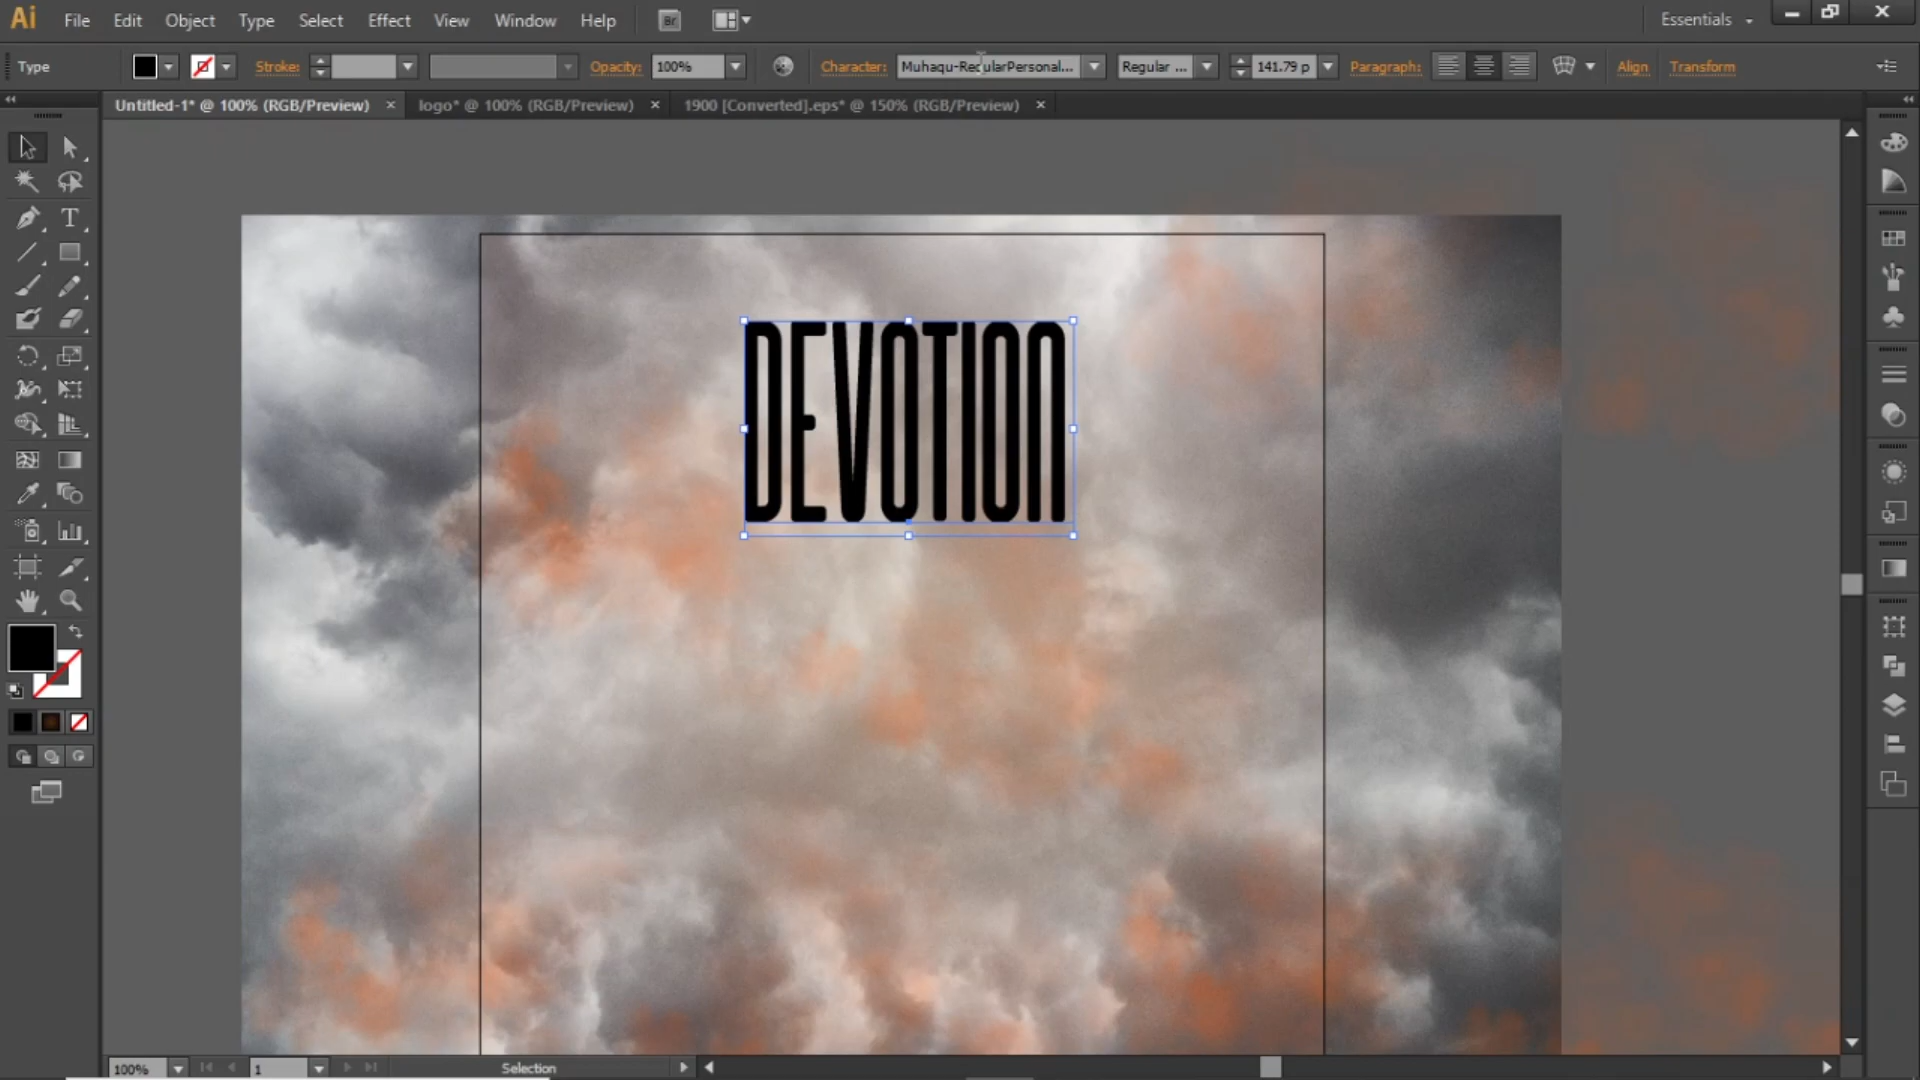 Ai File Edit Object Type Select Effect View Window Help Br Essentials
Type Stroke: Opacity: 100% Character: Muhaqu-RegularPersonal... Regular ... 141.79 p Paragraph: Align Transform
Untitled-1* @ 100% (RGB/Preview) logo* @ 100% (RGB/Preview) 1900 [Converted].eps* @ 150% (RGB/Preview)
DEVOTION
100% 1 Selection